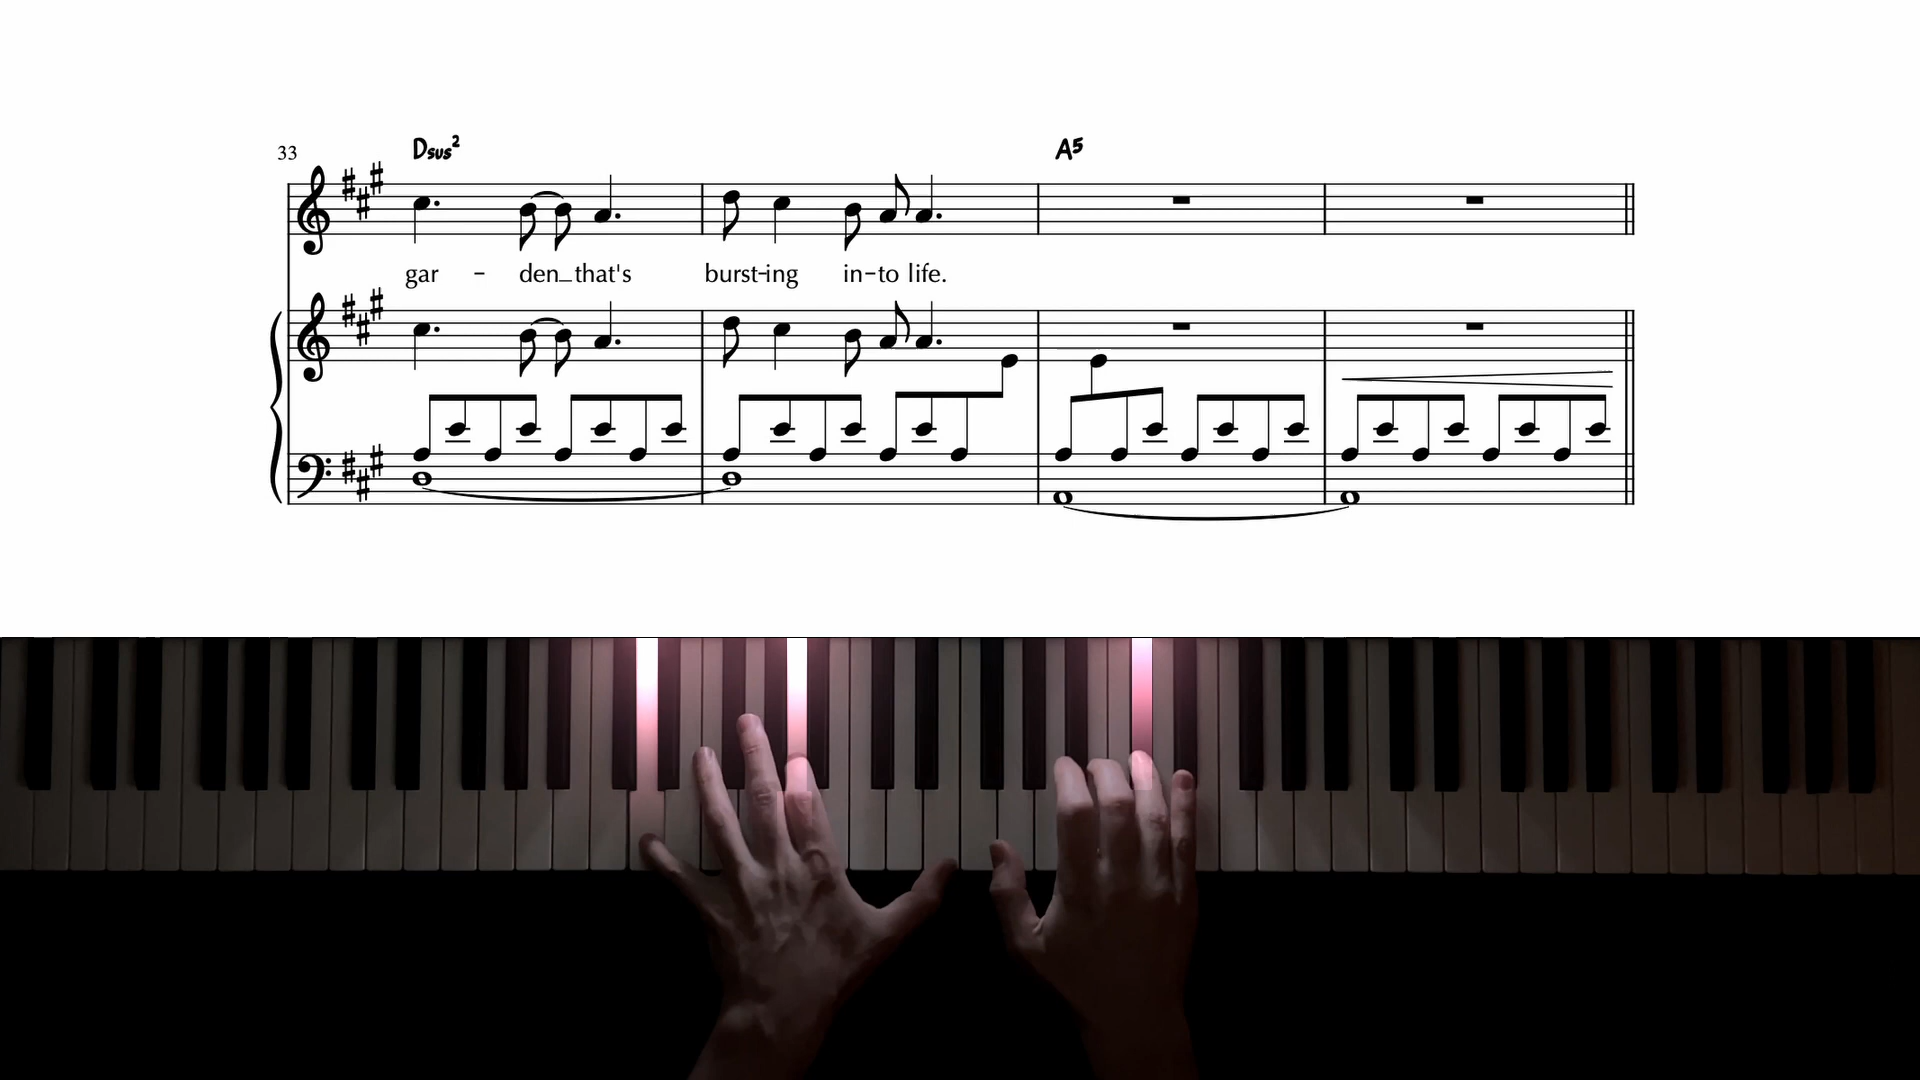 33 Dsus2 A5
gar - den_that's burst-ing in-to life.